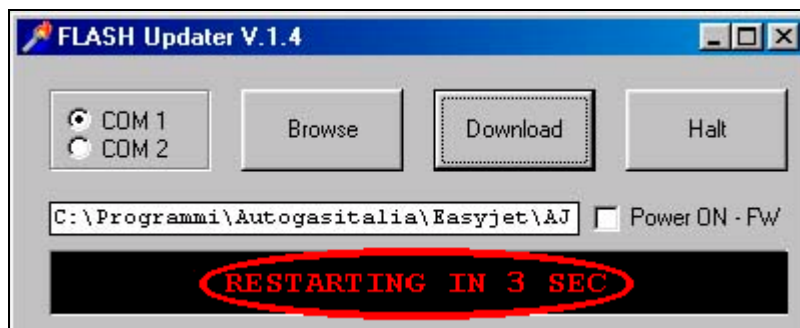 FLASH Updater V.1.4
COM 1
COM 2
Browse
Download
Halt
C:\Programmi\Autogasitalia\Easyjet\AJ
Power ON - FW
RESTARTING IN 3 SEC